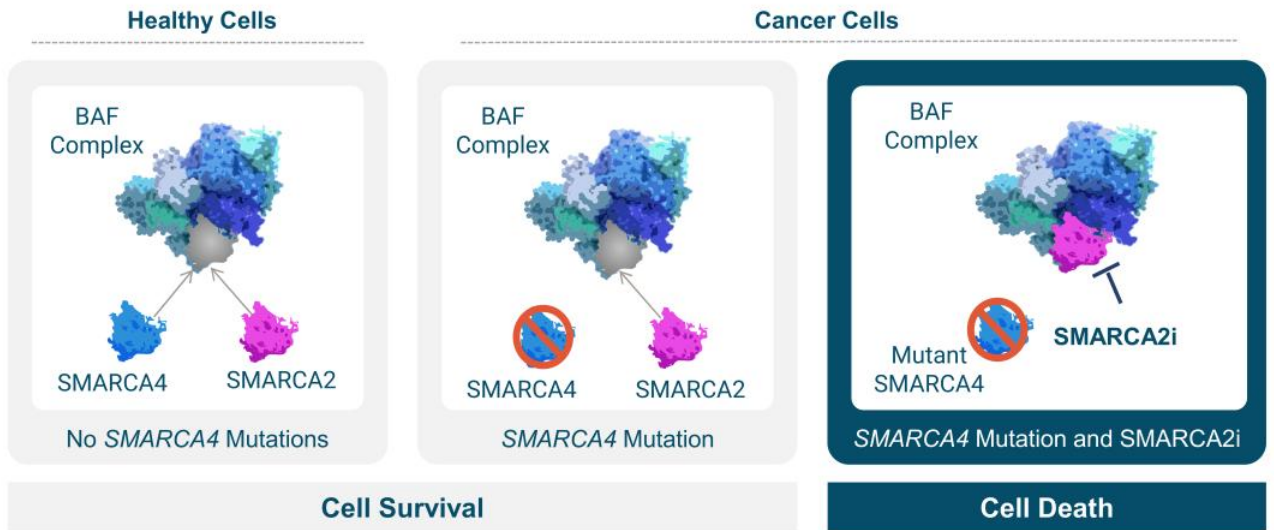 Healthy Cells
Cancer Cells
BAF
Complex
SMARCA4
SMARCA2
No SMARCA4 Mutations
BAF
Complex
SMARCA4
SMARCA2
SMARCA4 Mutation
BAF
Complex
SMARCA2i
Mutant
SMARCA4
SMARCA4 Mutation and SMARCA2i
Cell Survival
Cell Death